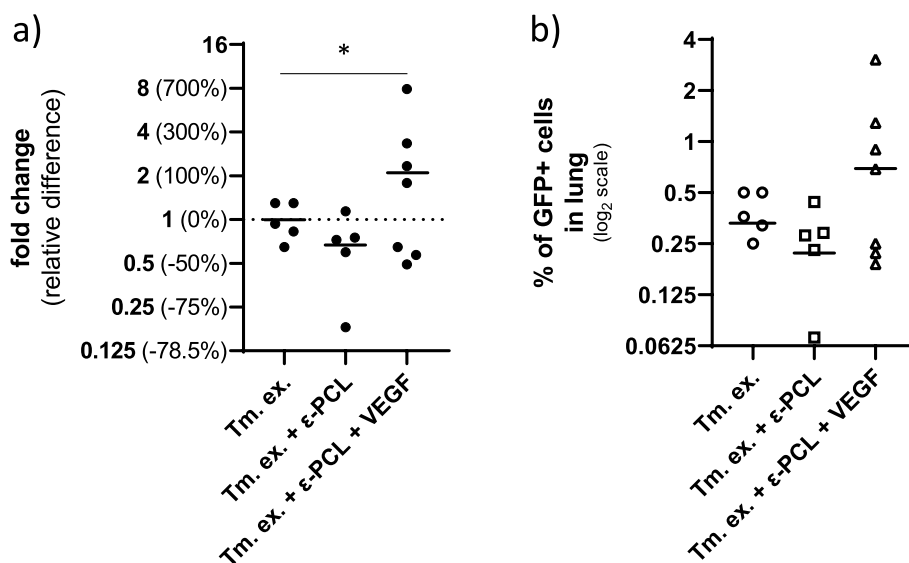 a)
fold change
(relative difference)
16
8 (700%)
4 (300%)
2 (100%)
1 (0%)
0.5 (-50%)
0.25 (-75%)
0.125 (-78.5%)
*
Tm. ex.
Tm. ex. + ε-PCL
Tm. ex. + ε-PCL + VEGF
b)
% of GFP+ cells
in lung
(log2 scale)
4
2
1
0.5
0.25
0.125
0.0625
Tm. ex.
Tm. ex. + ε-PCL
Tm. ex. + ε-PCL + VEGF